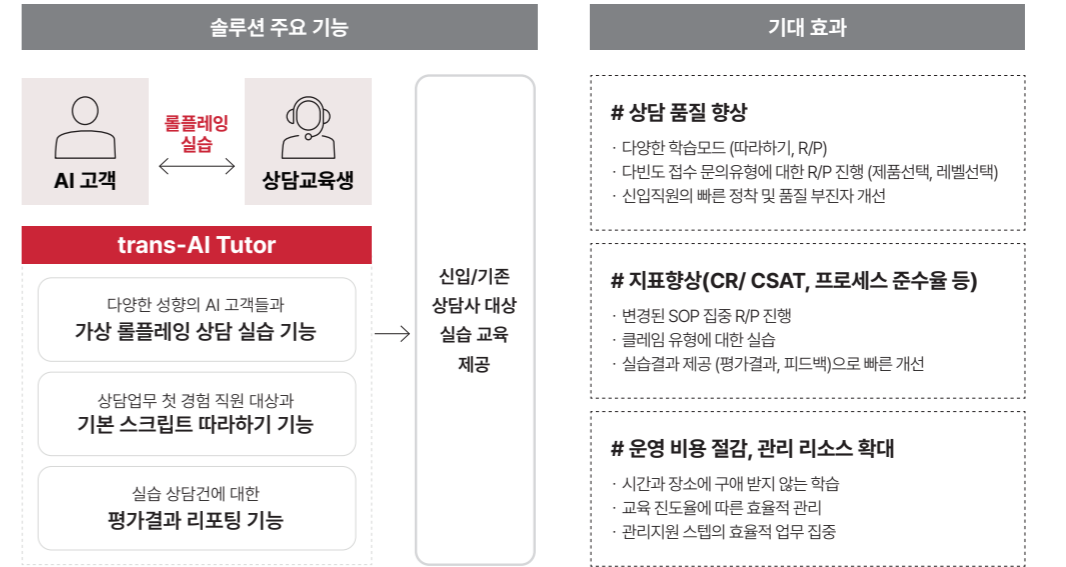 솔루션 주요 기능
AI 고객
롤플레잉
실습
상담교육생
trans-AI Tutor
다양한 성향의 AI 고객들과
가상 롤플레잉 상담 실습 기능
상담업무 첫 경험 직원 대상과
기본 스크립트 따라하기 기능
실습 상담건에 대한
평가결과 리포팅 기능
신입/기존
상담사 대상
실습 교육
제공
기대 효과
# 상담 품질 향상
· 다양한 학습모드 (따라하기, R/P)
· 다빈도 접수 문의유형에 대한 R/P 진행 (제품선택, 레벨선택)
· 신입직원의 빠른 정착 및 품질 부진자 개선
# 지표향상(CR/ CSAT, 프로세스 준수율 등)
· 변경된 SOP 집중 R/P 진행
· 클레임 유형에 대한 실습
· 실습결과 제공 (평가결과, 피드백)으로 빠른 개선
# 운영 비용 절감, 관리 리소스 확대
· 시간과 장소에 구애 받지 않는 학습
· 교육 진도율에 따른 효율적 관리
· 관리지원 스텝의 효율적 업무 집중